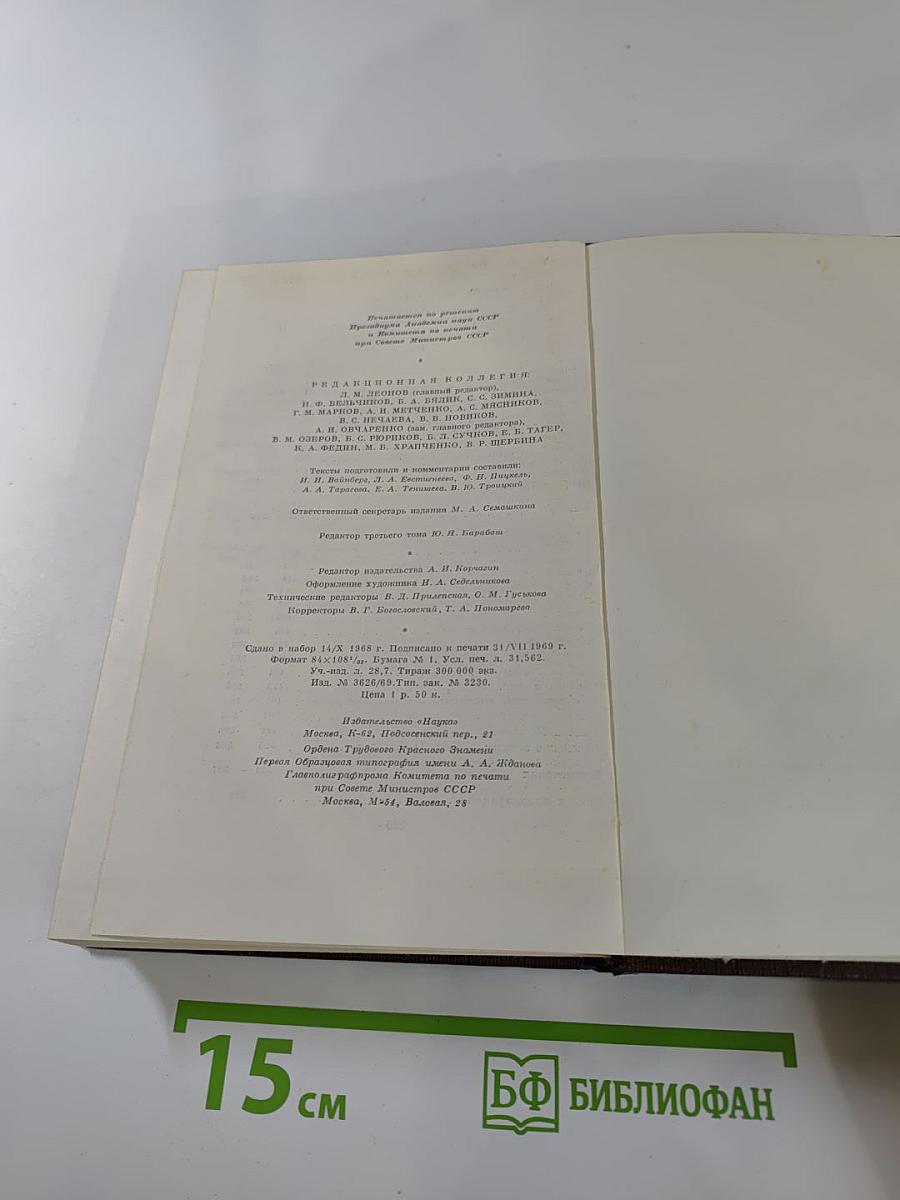 Печатается по решению
Президиума Академии наук СССР
и Комитета по печати
при Совете Министров СССР
*
РЕДАКЦИОННАЯ КОЛЛЕГИЯ:
Л. М. ЛЕОНОВ (главный редактор),
Н. Ф. БЕЛЬЧИКОВ, Б. А. БЯЛИК, С. С. ЗИМИНА,
Г. М. МАРКОВ, А. И. МЕТЧЕНКО, А. С. МЯСНИКОВ,
В. С. НЕЧАЕВА, В. В. НОВИКОВ,
А. И. ОВЧАРЕНКО (зам. главного редактора),
В. М. ОЗЕРОВ, Б. С. РЮРИКОВ, Б. Л. СУЧКОВ, Е. Б. ТАГЕР,
К. А. ФЕДИН, М. Б. ХРАПЧЕНКО, В. Р. ЩЕРБИНА
Тексты подготовили и комментарии составили:
И. И. Вайнберг, Л. А. Евстигнеева, Ф. Н. Пицкель,
А. А. Тарасова, Е. А. Тенишева, В. Ю. Троицкий
Ответственный секретарь издания М. А. Семашкина
Редактор третьего тома Ю. Я. Барабаш
*
Редактор издательства А. И. Корчагин
Оформление художника Н. А. Седельникова
Технические редакторы В. Д. Прилепская, О. М. Гуськова
Корректоры В. Г. Богословский, Т. А. Пономарева
*
Сдано в набор 14/X 1968 г. Подписано к печати 31/VII 1969 г.
Формат 84×108¹/₃₂. Бумага № 1. Усл. печ. л. 31,562.
Уч.-изд. л. 28,7. Тираж 300 000 экз.
Изд. № 3626/69. Тип. зак. № 3230.
Цена 1 р. 50 к.
Издательство «Наука»
Москва, К-62, Подсосенский пер., 21
Ордена Трудового Красного Знамени
Первая Образцовая типография имени А. А. Жданова
Главполиграфпрома Комитета по печати
при Совете Министров СССР
Москва, М-54, Валовая, 28
15 см
БФ БИБЛИОФАН